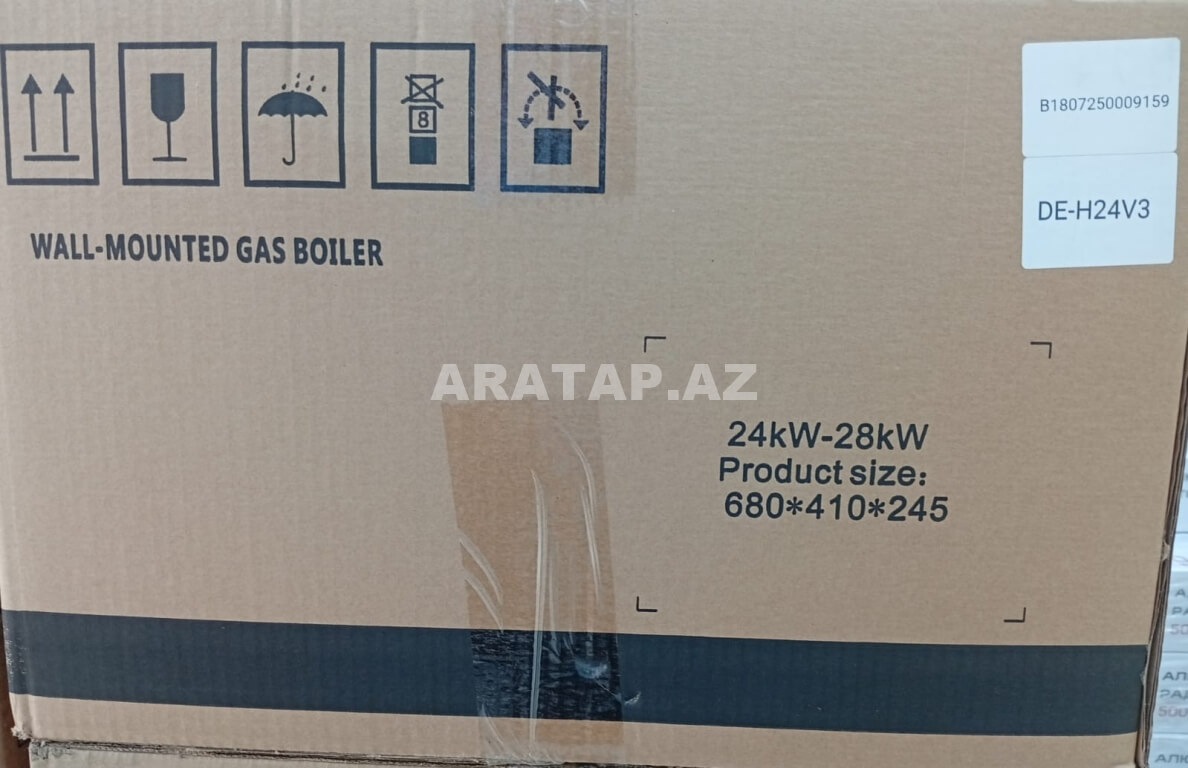 B1807250009159
8
DE-H24V3
WALL-MOUNTED GAS BOILER
ARATAP.AZ
24kW-28kW
Product size:
680*410*245